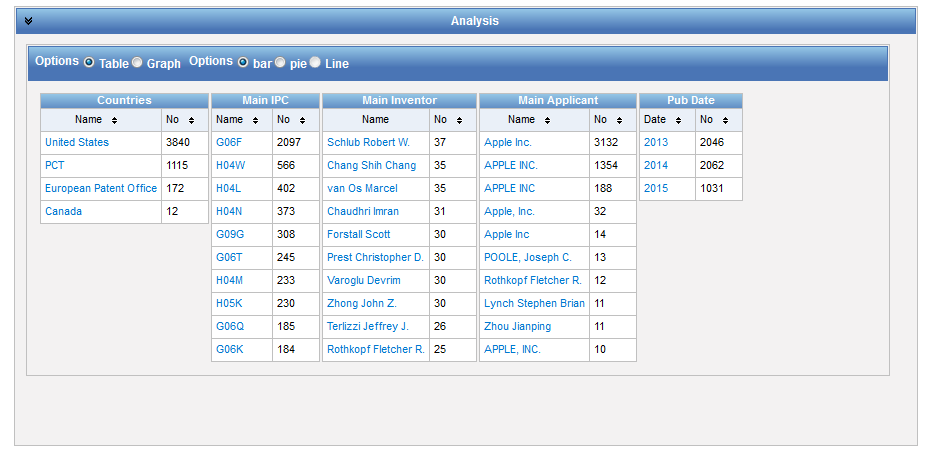 Analysis
Options Table Graph Options bar pie Line
Countries Main IPC Main Inventor Main Applicant Pub Date
Name No Name No Name No Name No Date No
United States 3840 G06F 2097 Schlub Robert W. 37 Apple Inc. 3132 2013 2046
PCT 1115 H04W 566 Chang Shih Chang 35 APPLE INC. 1354 2014 2062
European Patent Office 172 H04L 402 van Os Marcel 35 APPLE INC 188 2015 1031
Canada 12 H04N 373 Chaudhri Imran 31 Apple, Inc. 32
G09G 308 Forstall Scott 30 Apple Inc 14
G06T 245 Prest Christopher D. 30 POOLE, Joseph C. 13
H04M 233 Varoglu Devrim 30 Rothkopf Fletcher R. 12
H05K 230 Zhong John Z. 30 Lynch Stephen Brian 11
G06Q 185 Terlizzi Jeffrey J. 26 Zhou Jianping 11
G06K 184 Rothkopf Fletcher R. 25 APPLE, INC. 10